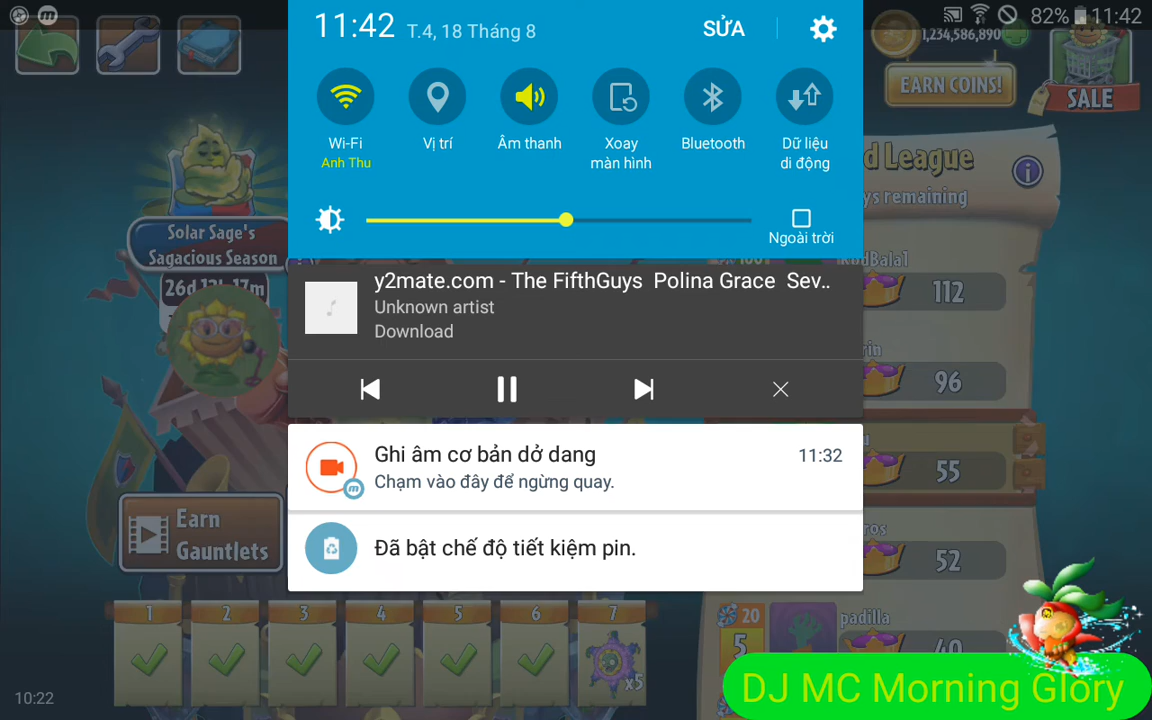 82% 11:42
11:42 T.4, 18 Tháng 8 SỬA
Wi-Fi
Anh Thu
Vị trí
Âm thanh
Xoay
màn hình
Bluetooth
Dữ liệu
di động
Ngoài trời
y2mate.com - The FifthGuys Polina Grace Sev..
Unknown artist
Download
Ghi âm cơ bản dở dang 11:32
Chạm vào đây để ngừng quay.
Đã bật chế độ tiết kiệm pin.
1,234,586,890
EARN COINS!
SALE
Solar Sage's
Sagacious Season
d League
ys remaining
112
96
55
52
padilla
20
5
Earn
Gauntlets
1 2 3 4 5 6 7
x5
10:22
DJ MC Morning Glory